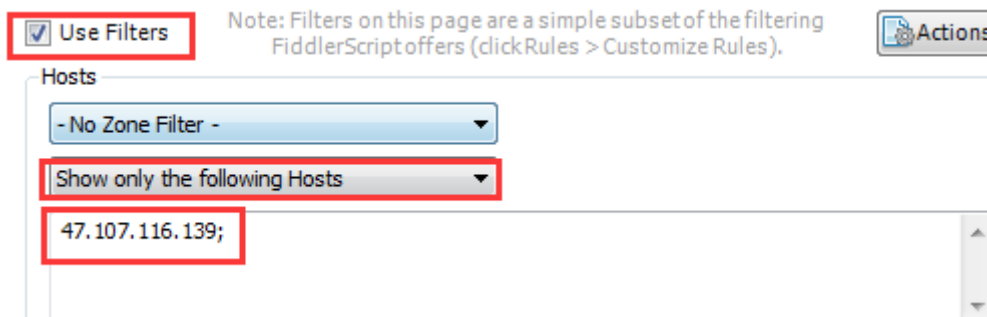 Use Filters
Note: Filters on this page are a simple subset of the filtering
FiddlerScript offers (click Rules > Customize Rules).
Actions
Hosts
- No Zone Filter -
Show only the following Hosts
47.107.116.139;